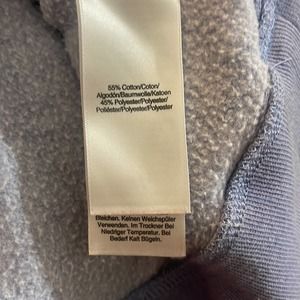 55% Cotton/Coton/
Algodón/Baumwolle/Katoen
45% Polyester/Polyester/
Poliéster/Polyester/Polyester
Bleichen. Keinen Weichspüler
Verwenden. Im Trockner Bei
Niedriger Temperatur. Bei
Bedarf Kalt Bügeln.